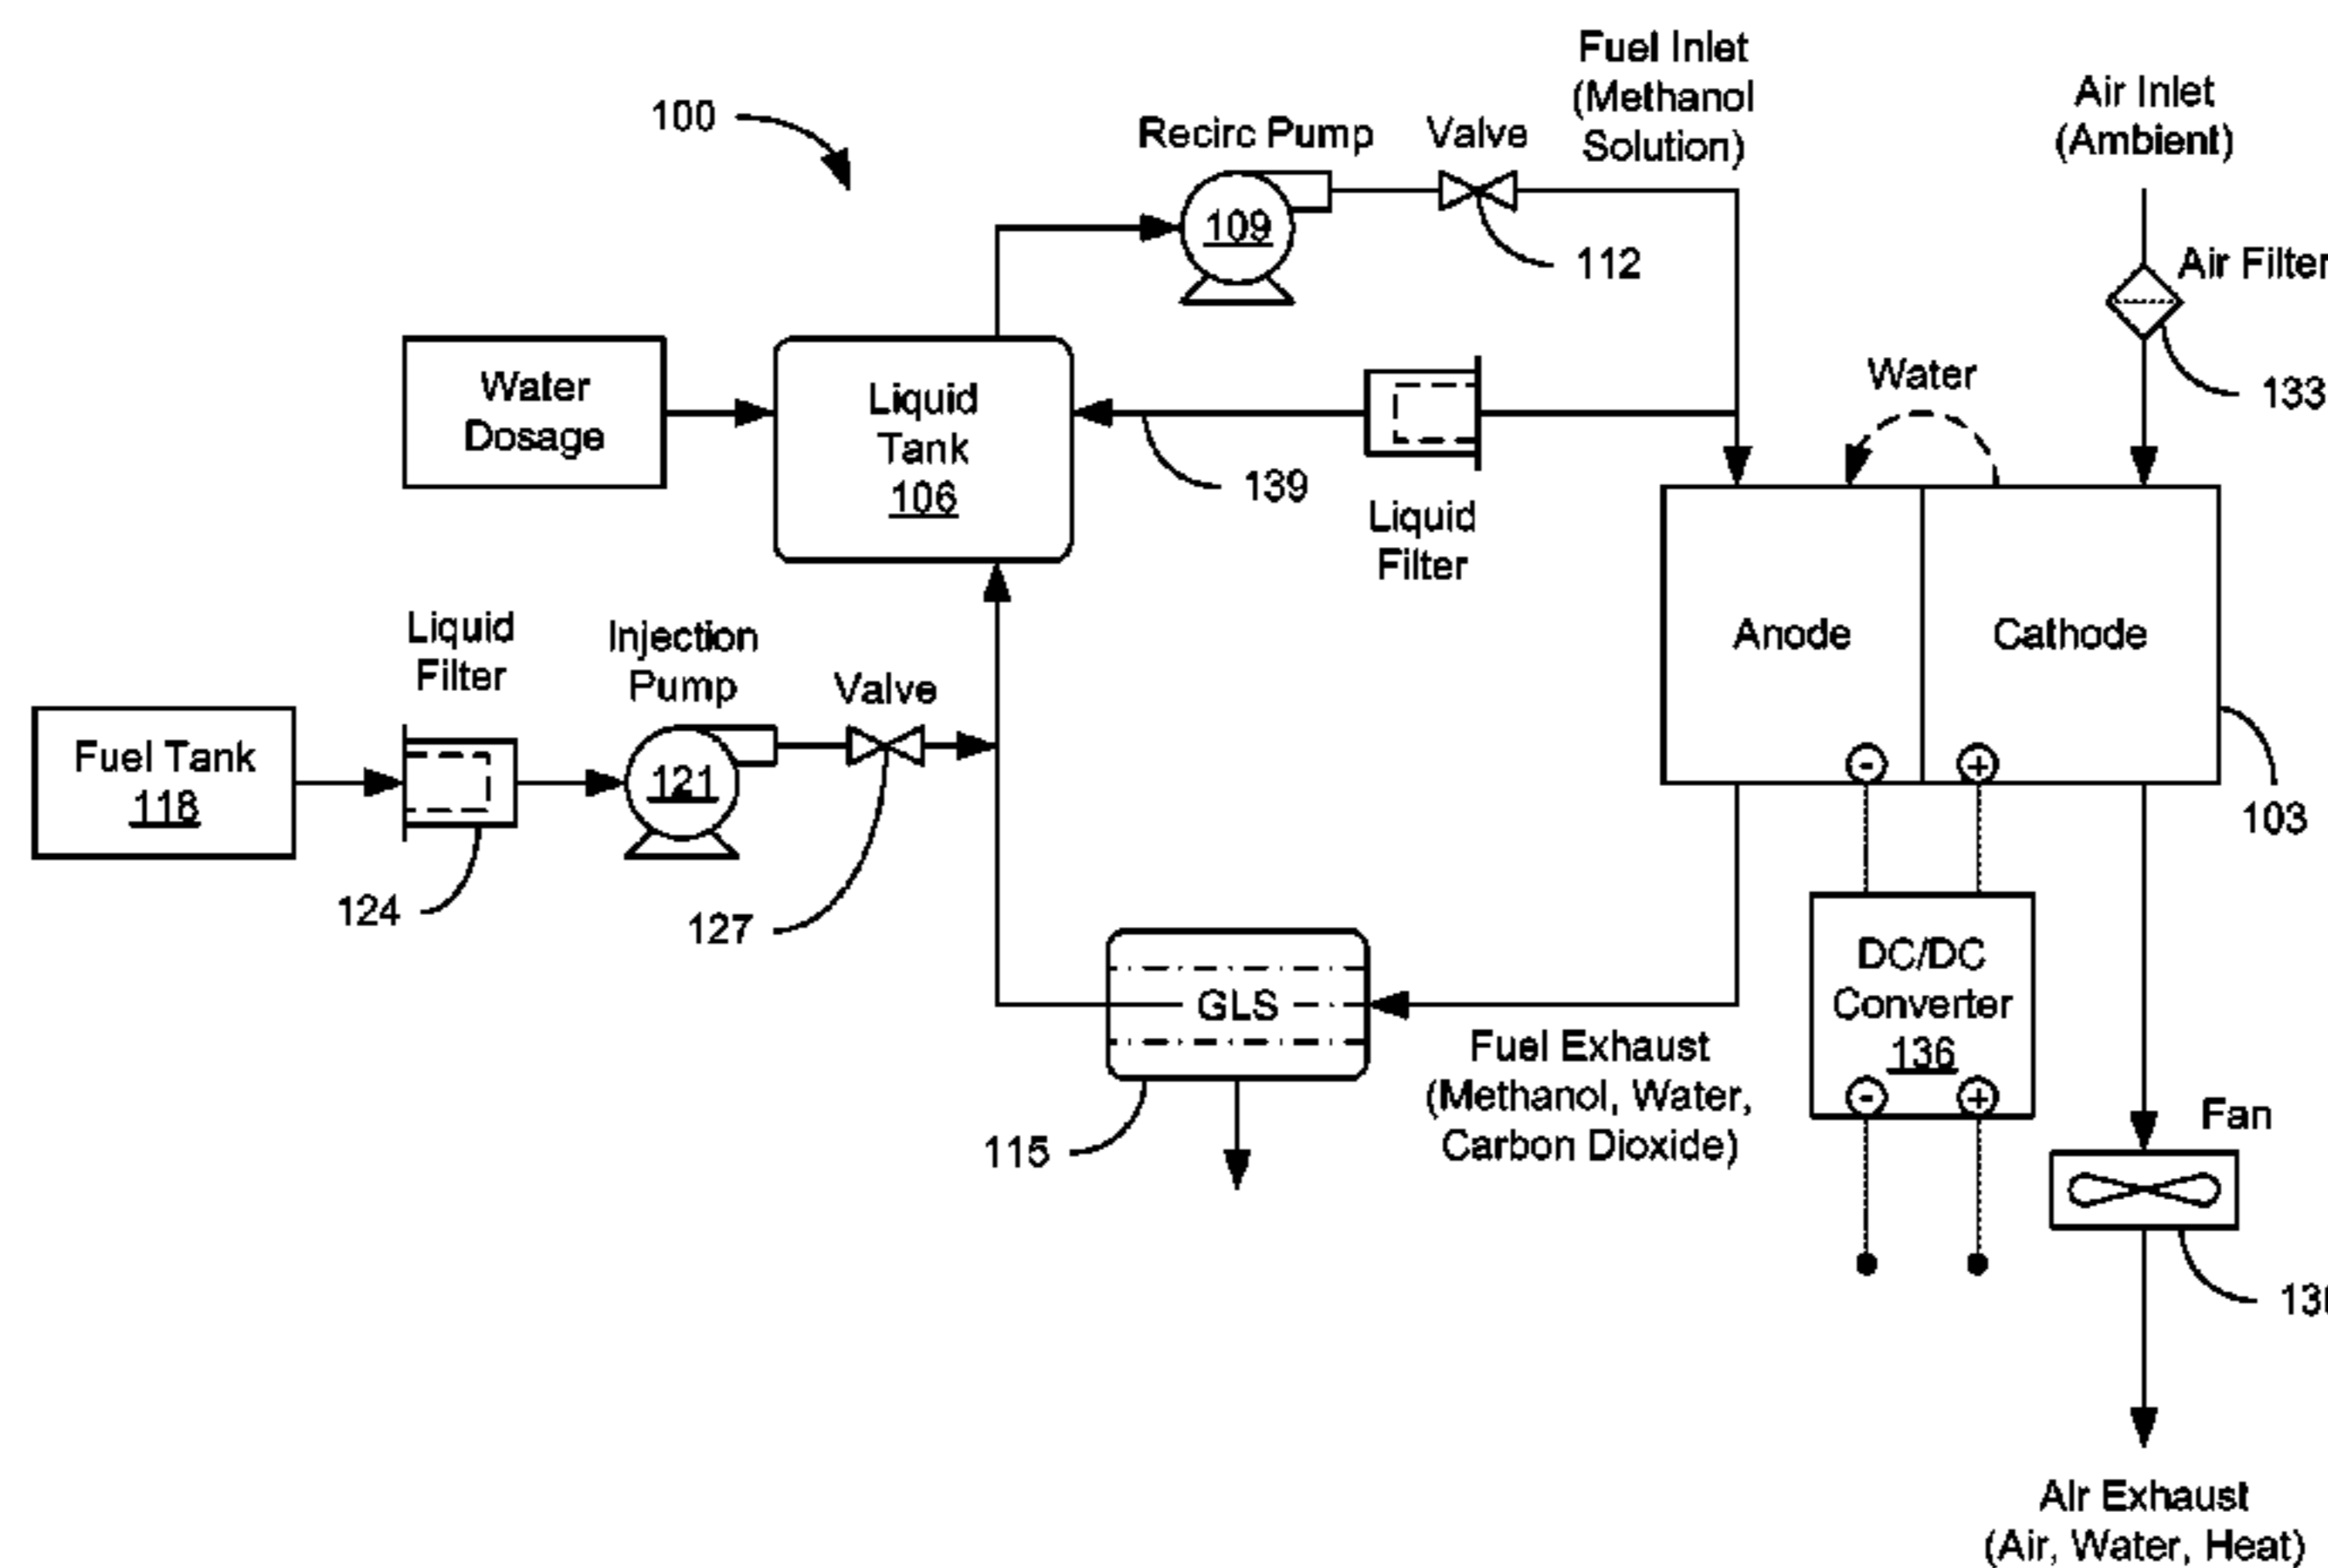 100
Recirc Pump
109
Valve
112
Fuel Inlet
(Methanol
Solution)
Air Inlet
(Ambient)
Air Filter
133
Water
Dosage
Liquid
Tank
106
139
Liquid
Filter
Water
Anode
Cathode
-
+
103
Fuel Tank
118
Liquid
Filter
124
Injection
Pump
121
Valve
127
GLS
115
Fuel Exhaust
(Methanol, Water,
Carbon Dioxide)
DC/DC
Converter
136
-
+
Fan
Air Exhaust
(Air, Water, Heat)